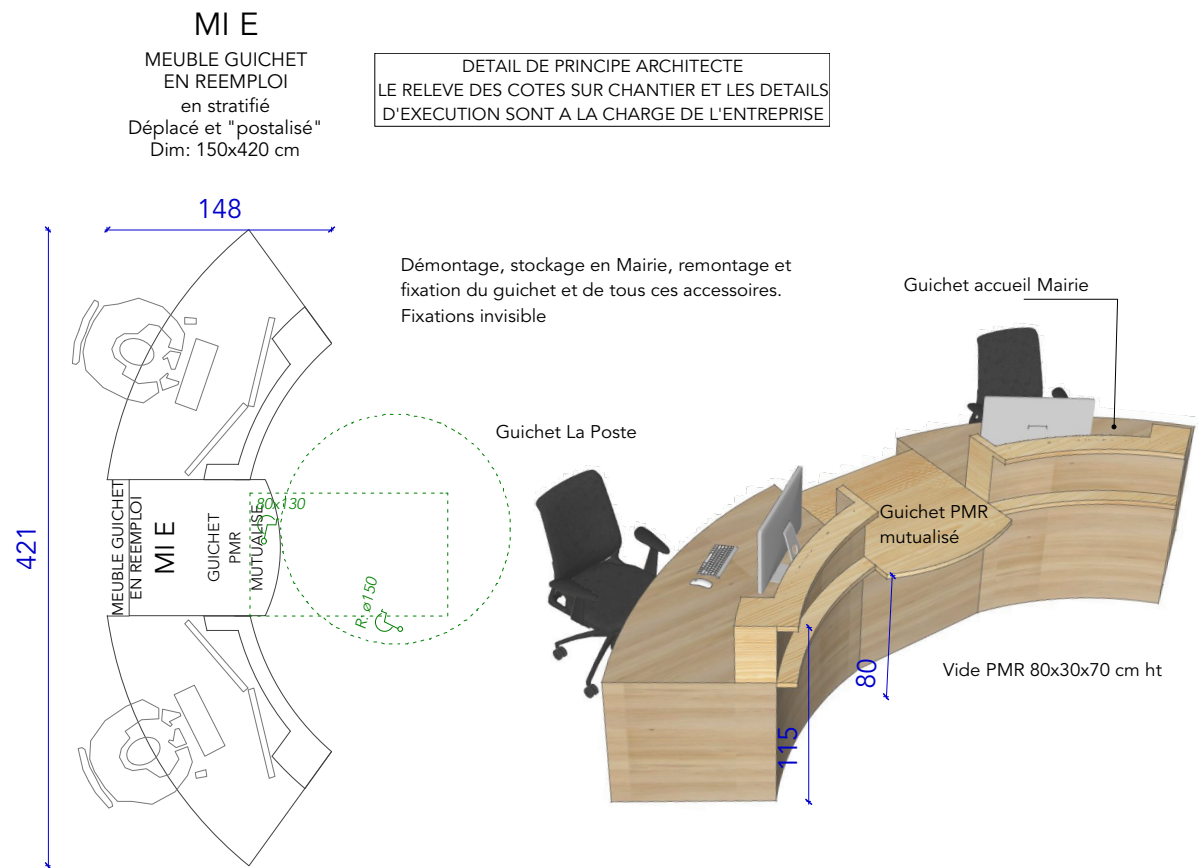 MI E
MEUBLE GUICHET
EN REEMPLOI
en stratifié
Déplacé et "postalisé"
Dim: 150x420 cm
DETAIL DE PRINCIPE ARCHITECTE
LE RELEVE DES COTES SUR CHANTIER ET LES DETAILS
D'EXECUTION SONT A LA CHARGE DE L'ENTREPRISE
148
421
Démontage, stockage en Mairie, remontage et
fixation du guichet et de tous ces accessoires.
Fixations invisible
Guichet accueil Mairie
Guichet La Poste
MEUBLE GUICHET
EN REEMPLOI
MI E
GUICHET
PMR
MUTUALISE
80x130
R. ø150
Guichet PMR
mutualisé
80
115
Vide PMR 80x30x70 cm ht